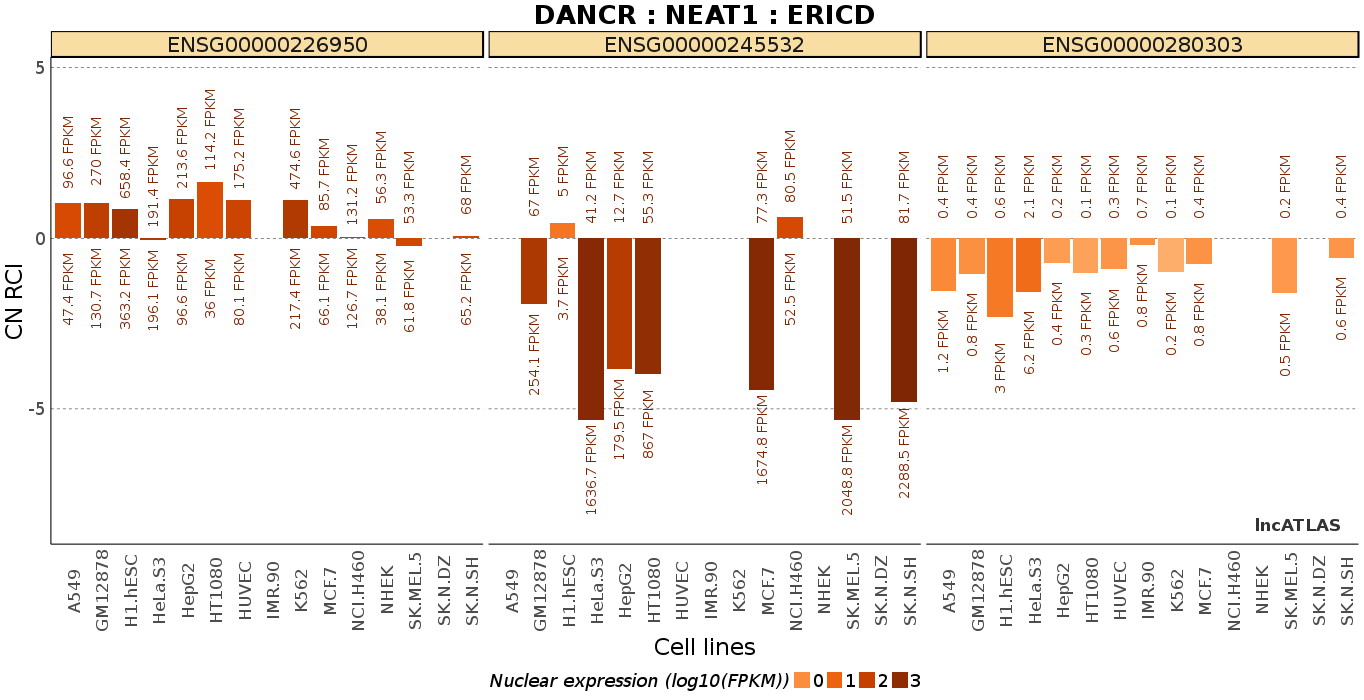 DANCR : NEAT1 : ERICD
ENSG00000226950 ENSG00000245532 ENSG00000280303
CN RCI
5
0
-5
96.6 FPKM 270 FPKM 658.4 FPKM 191.4 FPKM 213.6 FPKM 114.2 FPKM 175.2 FPKM 474.6 FPKM 85.7 FPKM 131.2 FPKM 56.3 FPKM 53.3 FPKM 68 FPKM
47.4 FPKM 130.7 FPKM 363.2 FPKM 196.1 FPKM 96.6 FPKM 36 FPKM 80.1 FPKM 217.4 FPKM 66.1 FPKM 126.7 FPKM 38.1 FPKM 61.8 FPKM 65.2 FPKM
67 FPKM 5 FPKM 41.2 FPKM 12.7 FPKM 55.3 FPKM 77.3 FPKM 80.5 FPKM 51.5 FPKM 81.7 FPKM
254.1 FPKM 3.7 FPKM 1636.7 FPKM 179.5 FPKM 867 FPKM 1674.8 FPKM 52.5 FPKM 2048.8 FPKM 2288.5 FPKM
0.4 FPKM 0.4 FPKM 0.6 FPKM 2.1 FPKM 0.2 FPKM 0.1 FPKM 0.3 FPKM 0.7 FPKM 0.1 FPKM 0.4 FPKM 0.2 FPKM 0.4 FPKM
1.2 FPKM 0.8 FPKM 3 FPKM 6.2 FPKM 0.4 FPKM 0.3 FPKM 0.6 FPKM 0.8 FPKM 0.2 FPKM 0.8 FPKM 0.5 FPKM 0.6 FPKM
lncATLAS
A549 GM12878 H1.hESC HeLa.S3 HepG2 HT1080 HUVEC IMR.90 K562 MCF.7 NCI.H460 NHEK SK.MEL.5 SK.N.DZ SK.N.SH
A549 GM12878 H1.hESC HeLa.S3 HepG2 HT1080 HUVEC IMR.90 K562 MCF.7 NCI.H460 NHEK SK.MEL.5 SK.N.DZ SK.N.SH
A549 GM12878 H1.hESC HeLa.S3 HepG2 HT1080 HUVEC IMR.90 K562 MCF.7 NCI.H460 NHEK SK.MEL.5 SK.N.DZ SK.N.SH
Cell lines
Nuclear expression (log10(FPKM)) 0 1 2 3